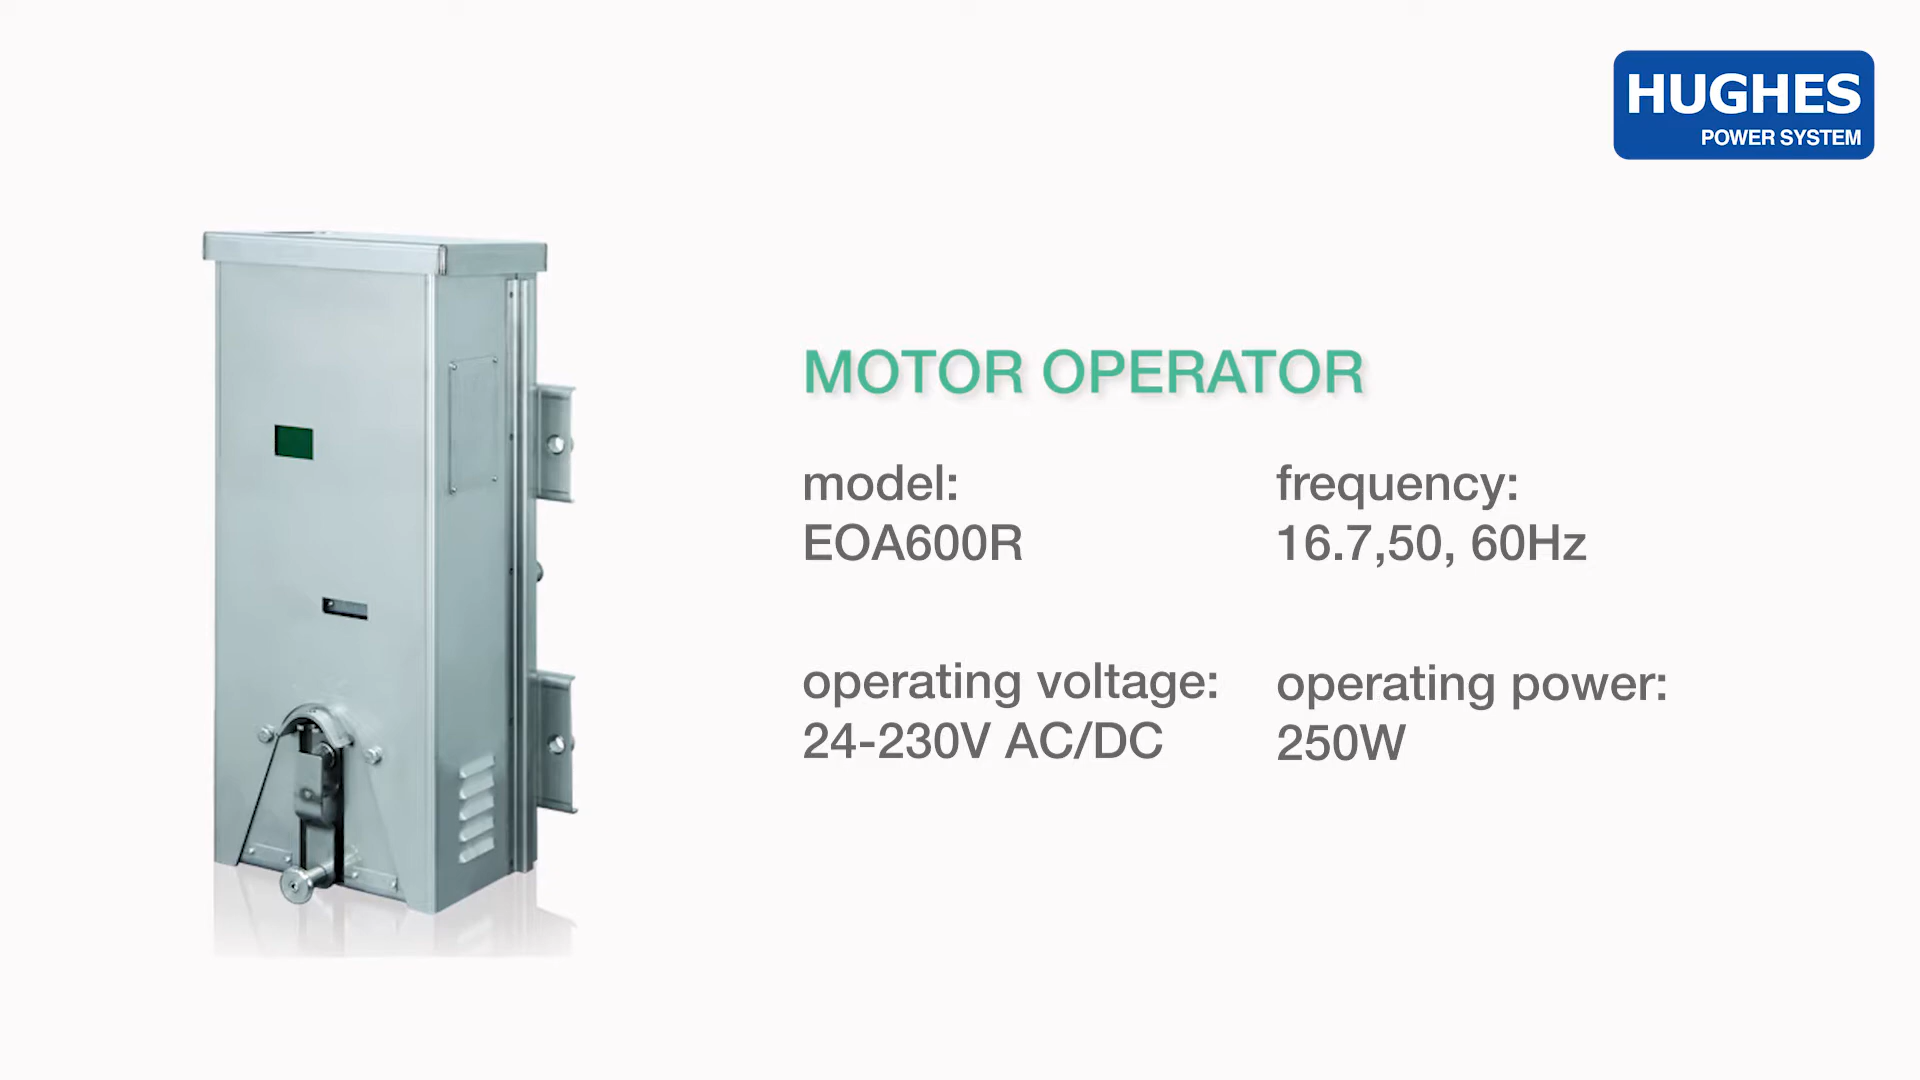 HUGHES
POWER SYSTEM
MOTOR OPERATOR
model:
EOA600R
frequency:
16.7,50, 60Hz
operating voltage:
24-230V AC/DC
operating power:
250W